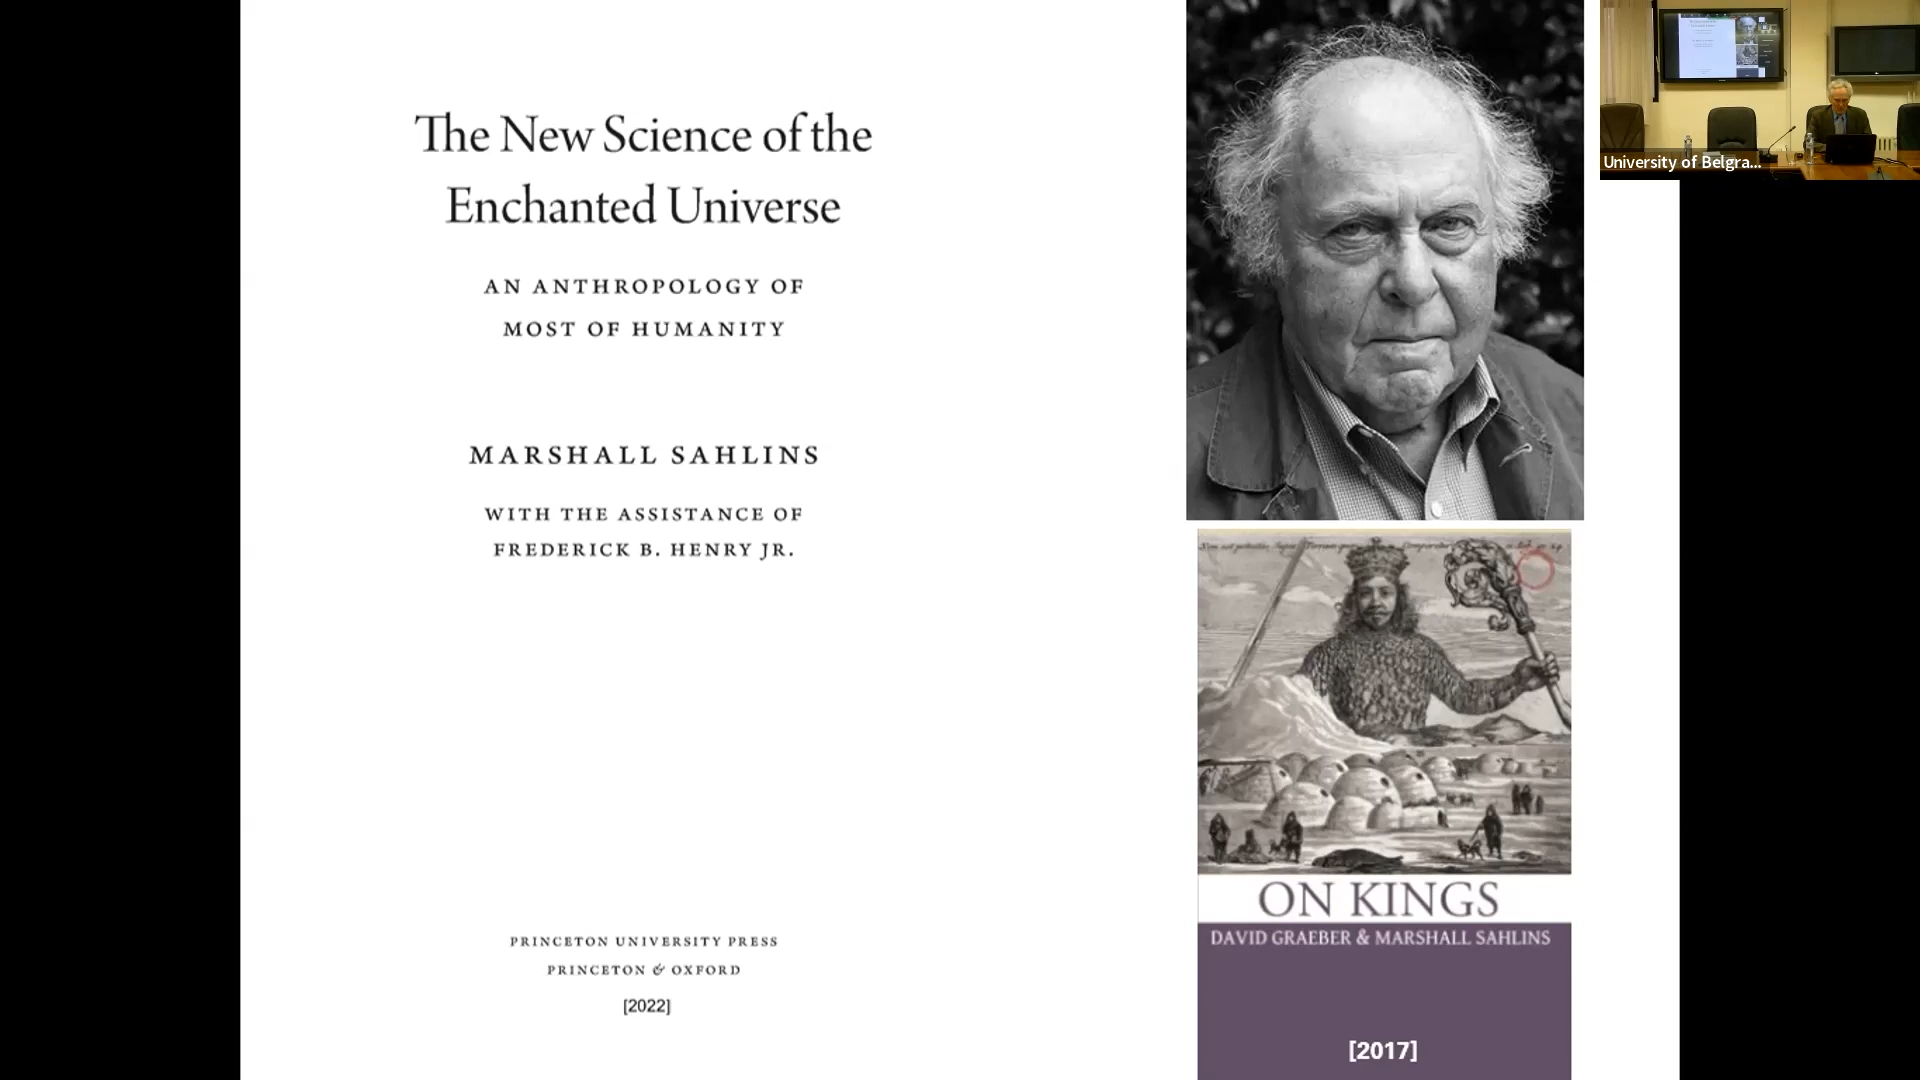 The New Science of the
Enchanted Universe
AN ANTHROPOLOGY OF
MOST OF HUMANITY
MARSHALL SAHLINS
WITH THE ASSISTANCE OF
FREDERICK B. HENRY JR.
PRINCETON UNIVERSITY PRESS
PRINCETON & OXFORD
[2022]
ON KINGS
DAVID GRAEBER & MARSHALL SAHLINS
[2017]
University of Belgra...